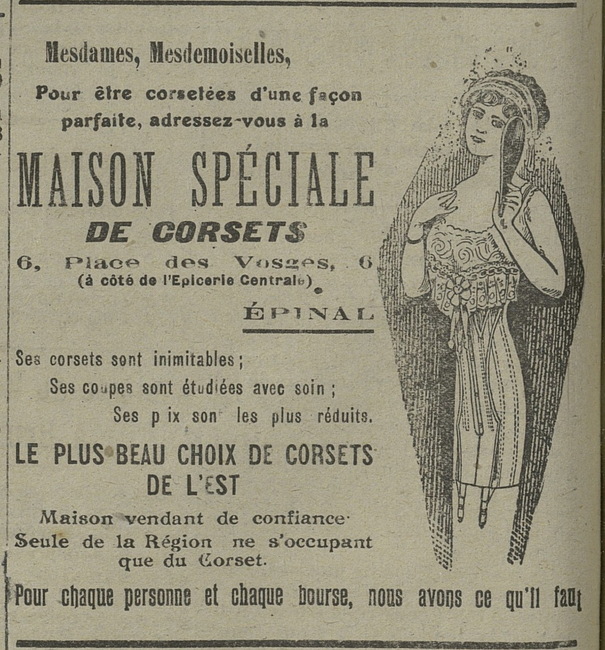 Mesdames, Mesdemoiselles,
Pour être corsetées d'une façon
parfaite, adressez-vous à la
MAISON SPÉCIALE
DE CORSETS
6, Place des Vosges, 6
(à côté de l'Epicerie Centrale)
ÉPINAL
Ses corsets sont inimitables ;
Ses coupes sont étudiées avec soin ;
Ses p ix son les plus réduits.
LE PLUS BEAU CHOIX DE CORSETS
DE L'EST
Maison vendant de confiance
Seule de la Région ne s'occupant
que du Corset.
Pour chaque personne et chaque bourse, nous avons ce qu'il faut